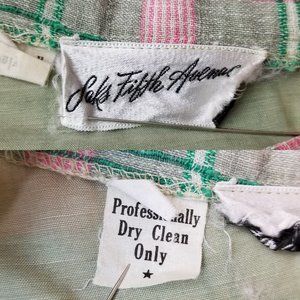 Saks Fifth Avenue
Professionally
Dry Clean
Only